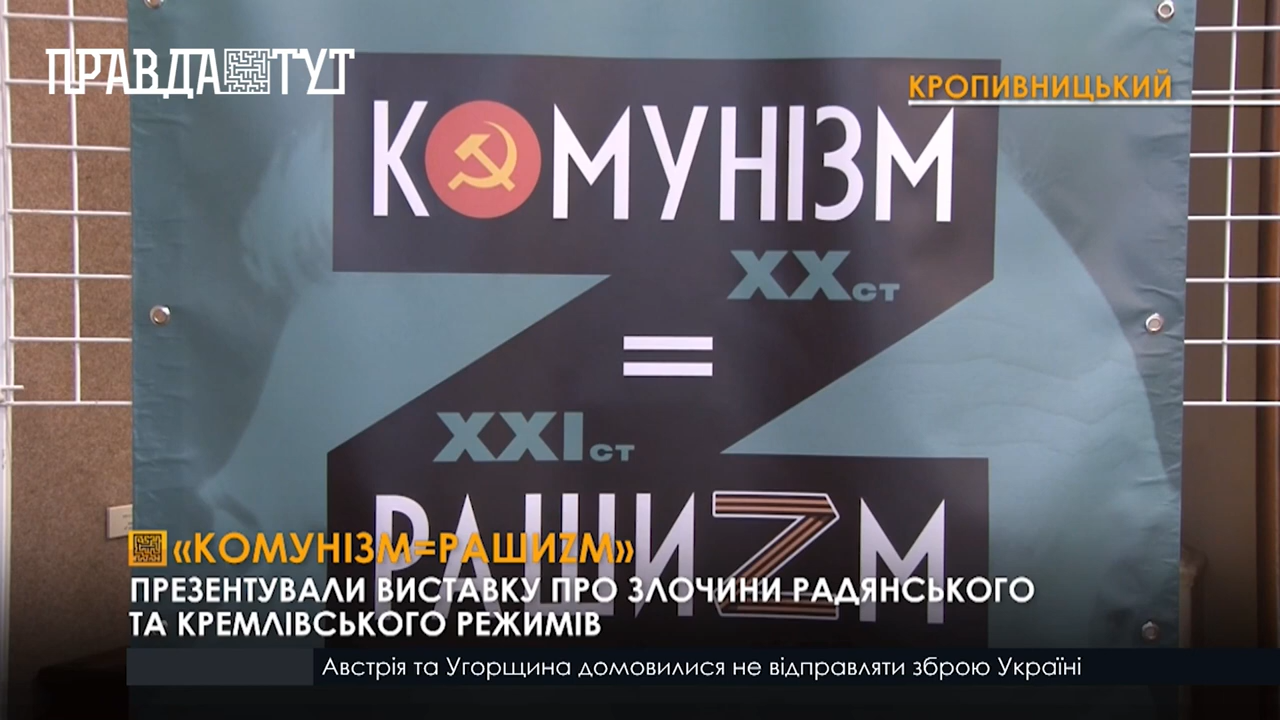 ПРАВДА ТУТ
КРОПИВНИЦЬКИЙ
КОМУНІЗМ
XXст
=
XXIст
РАШИZМ
«КОМУНІЗМ=РАШИZМ»
ПРЕЗЕНТУВАЛИ ВИСТАВКУ ПРО ЗЛОЧИНИ РАДЯНСЬКОГО
ТА КРЕМЛІВСЬКОГО РЕЖИМІВ
Австрія та Угорщина домовилися не відправляти зброю Україні